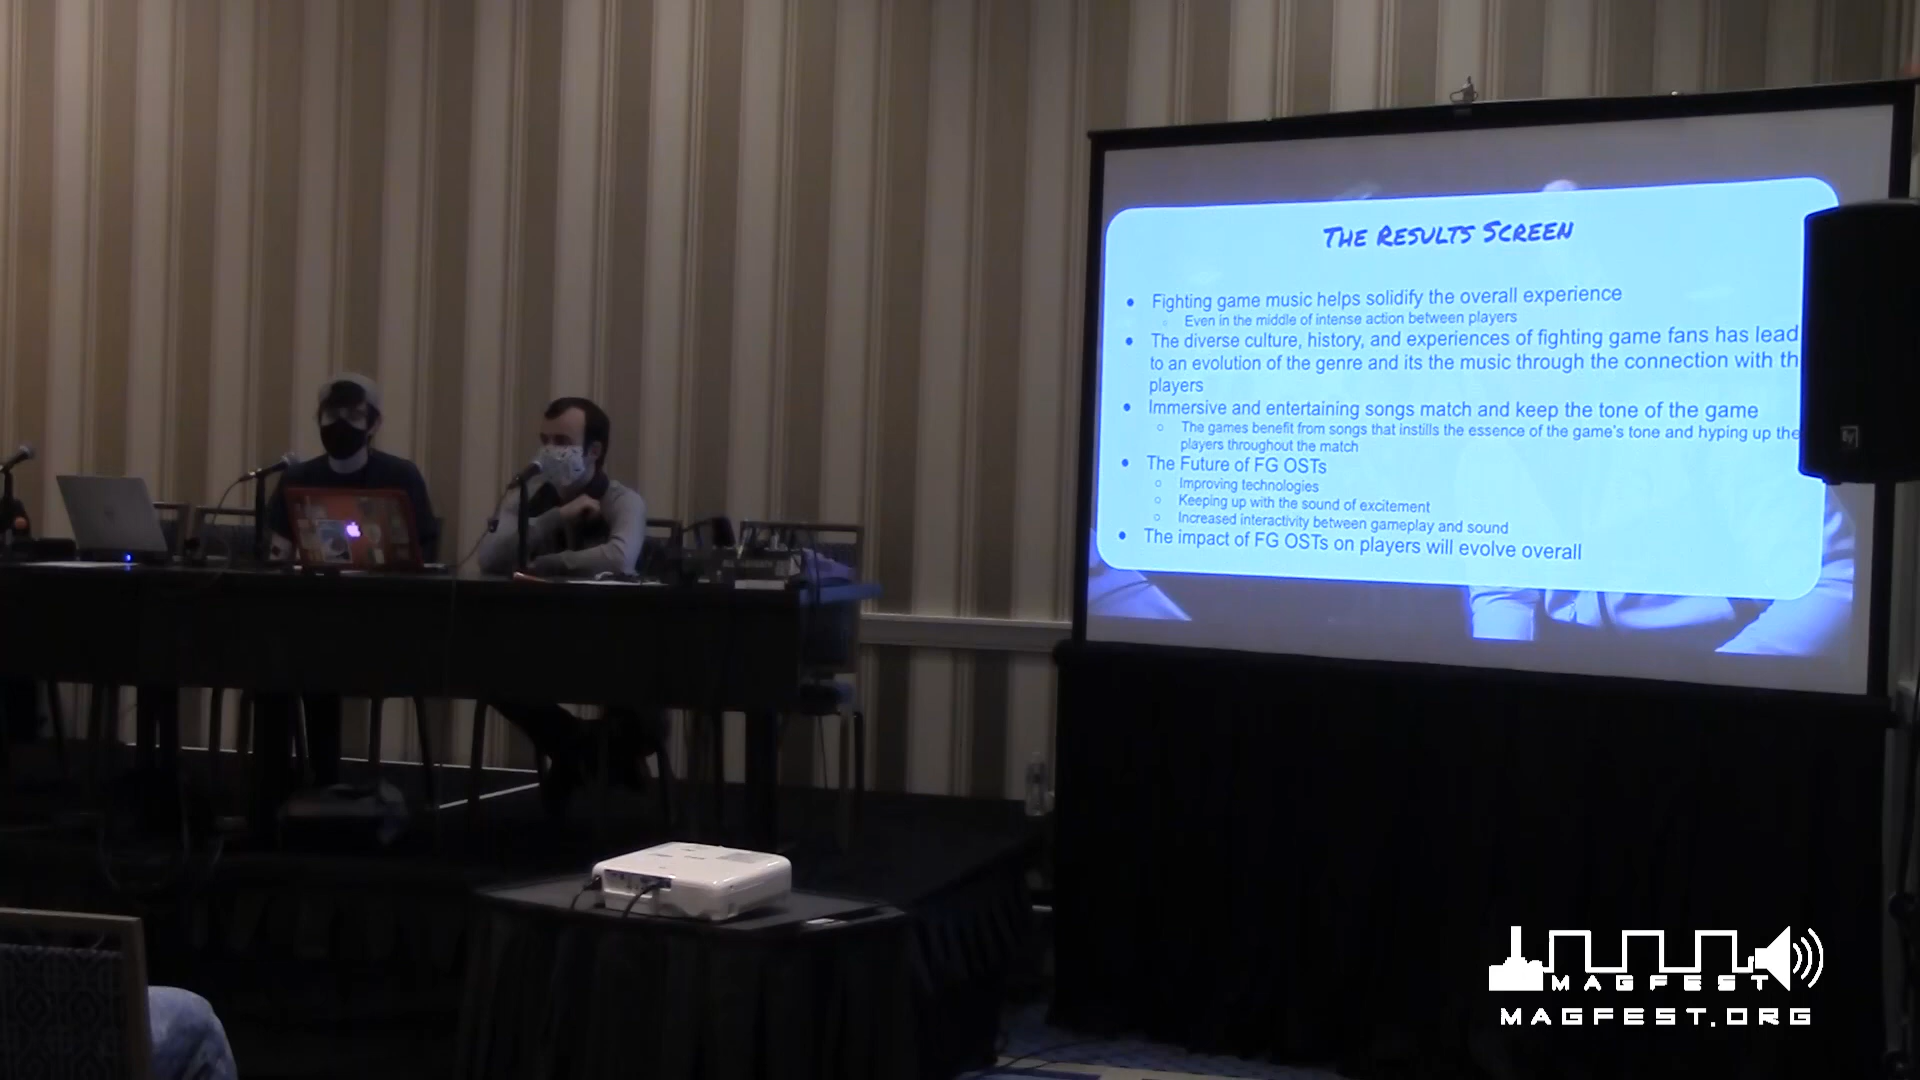 THE RESULTS SCREEN
Fighting game music helps solidify the overall experience
Even in the middle of intense action between players
The diverse culture, history, and experiences of fighting game fans has lead
to an evolution of the genre and its the music through the connection with th
players
Immersive and entertaining songs match and keep the tone of the game
The games benefit from songs that instills the essence of the game's tone and hyping up the
players throughout the match
The Future of FG OSTs
Improving technologies
Keeping up with the sound of excitement
Increased interactivity between gameplay and sound
The impact of FG OSTs on players will evolve overall
MAGFEST
MAGFEST.ORG